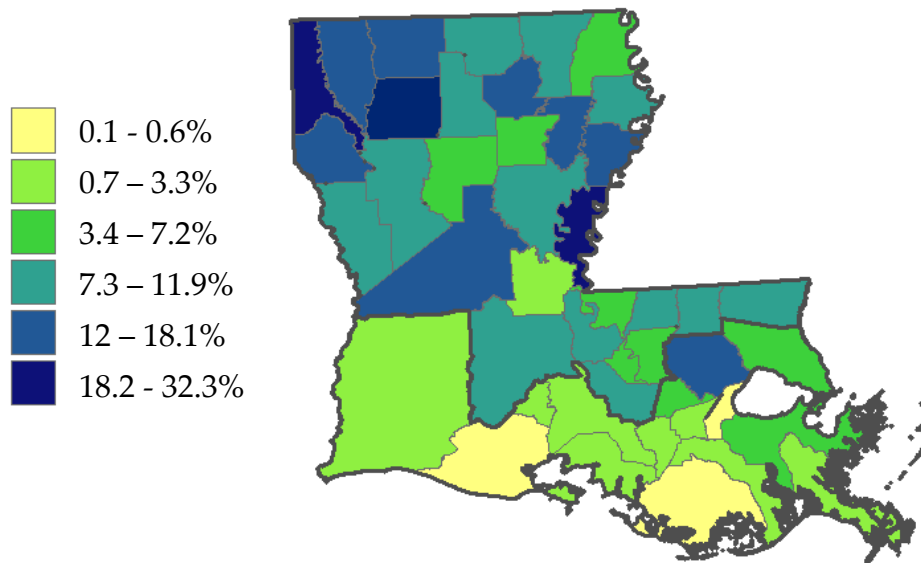 0.1 - 0.6%
0.7 – 3.3%
3.4 – 7.2%
7.3 – 11.9%
12 – 18.1%
18.2 - 32.3%